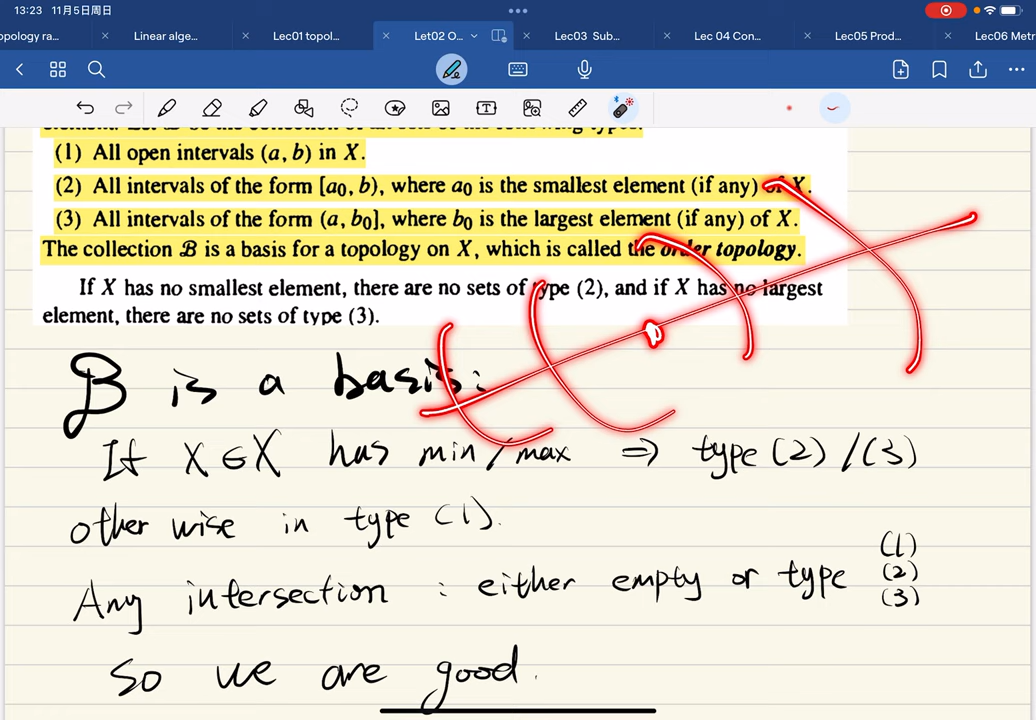 13:23 11月5日周日
opology ra... Linear alge... Lec01 topol... Let02 O... Lec03 Sub... Lec 04 Con... Lec05 Prod... Lec06 Metr
(1) All open intervals (a, b) in X.
(2) All intervals of the form [a₀, b), where a₀ is the smallest element (if any) of X.
(3) All intervals of the form (a, b₀], where b₀ is the largest element (if any) of X.
The collection ℬ is a basis for a topology on X, which is called the order topology.
If X has no smallest element, there are no sets of type (2), and if X has no largest
element, there are no sets of type (3).
ℬ is a basis:
If X ∈ X has min/max ⇒ type (2) / (3)
other wise in type (1).
Any intersection : either empty or type (1) (2) (3)
So we are good.